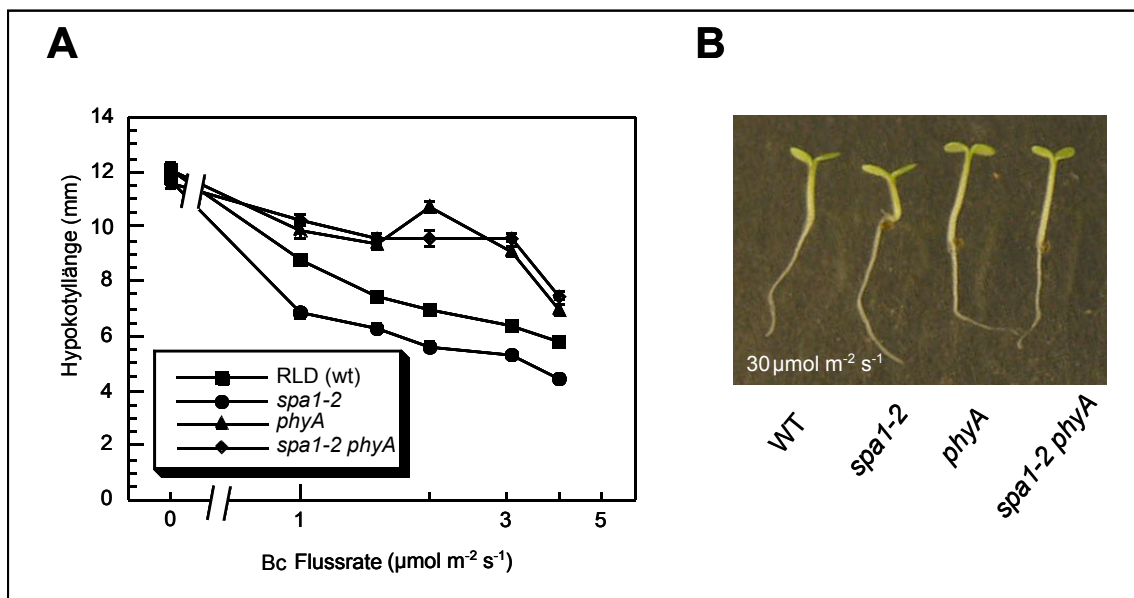 A
B
14
12
10
8
6
4
2
0
Hypokotyllänge (mm)
RLD (wt)
spa1-2
phyA
spa1-2 phyA
0 1 3 5
Bc Flussrate (µmol m⁻² s⁻¹)
30 µmol m⁻² s⁻¹
WT
spa1-2
phyA
spa1-2 phyA